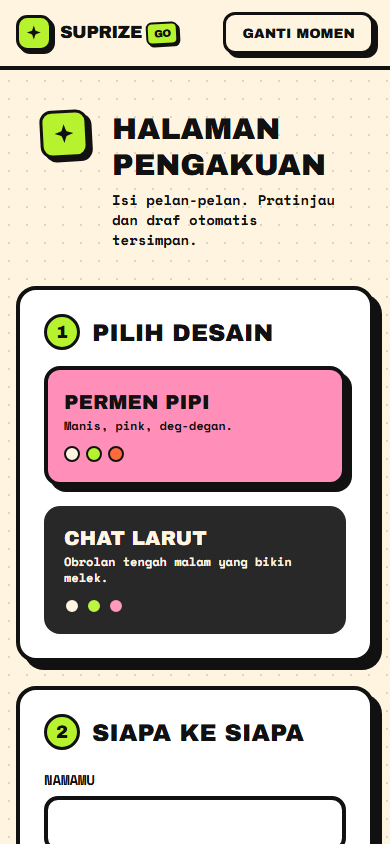 SUPRIZE GO
GANTI MOMEN
HALAMAN
PENGAKUAN
Isi pelan-pelan. Pratinjau
dan draf otomatis
tersimpan.
1 PILIH DESAIN
PERMEN PIPI
Manis, pink, deg-degan.
CHAT LARUT
Obrolan tengah malam yang bikin
melek.
2 SIAPA KE SIAPA
NAMAMU